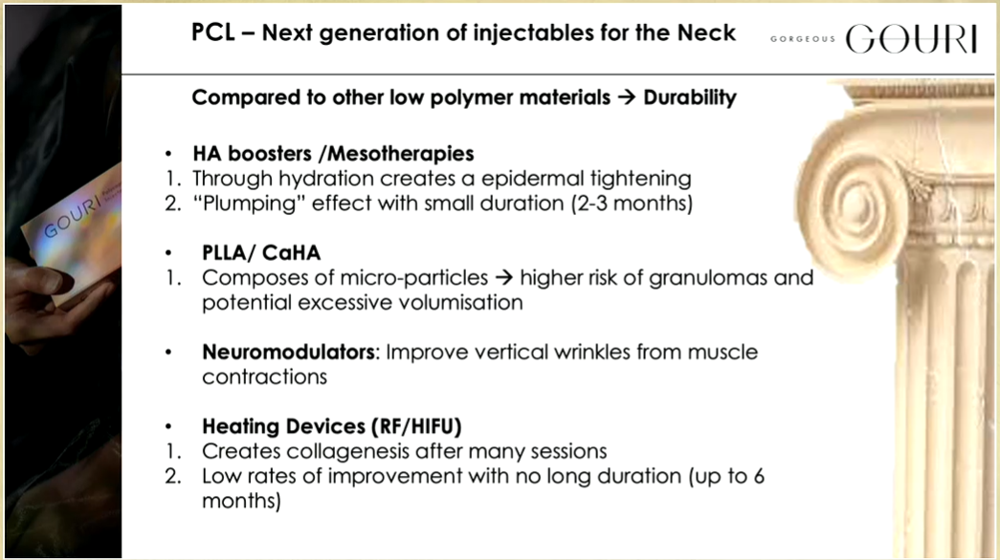 PCL – Next generation of injectables for the Neck
GORGEOUS GOURI
Compared to other low polymer materials → Durability
• HA boosters /Mesotherapies
1. Through hydration creates a epidermal tightening
2. “Plumping” effect with small duration (2-3 months)
• PLLA/ CaHA
1. Composes of micro-particles → higher risk of granulomas and
potential excessive volumisation
• Neuromodulators: Improve vertical wrinkles from muscle
contractions
• Heating Devices (RF/HIFU)
1. Creates collagenesis after many sessions
2. Low rates of improvement with no long duration (up to 6
months)
GOURI